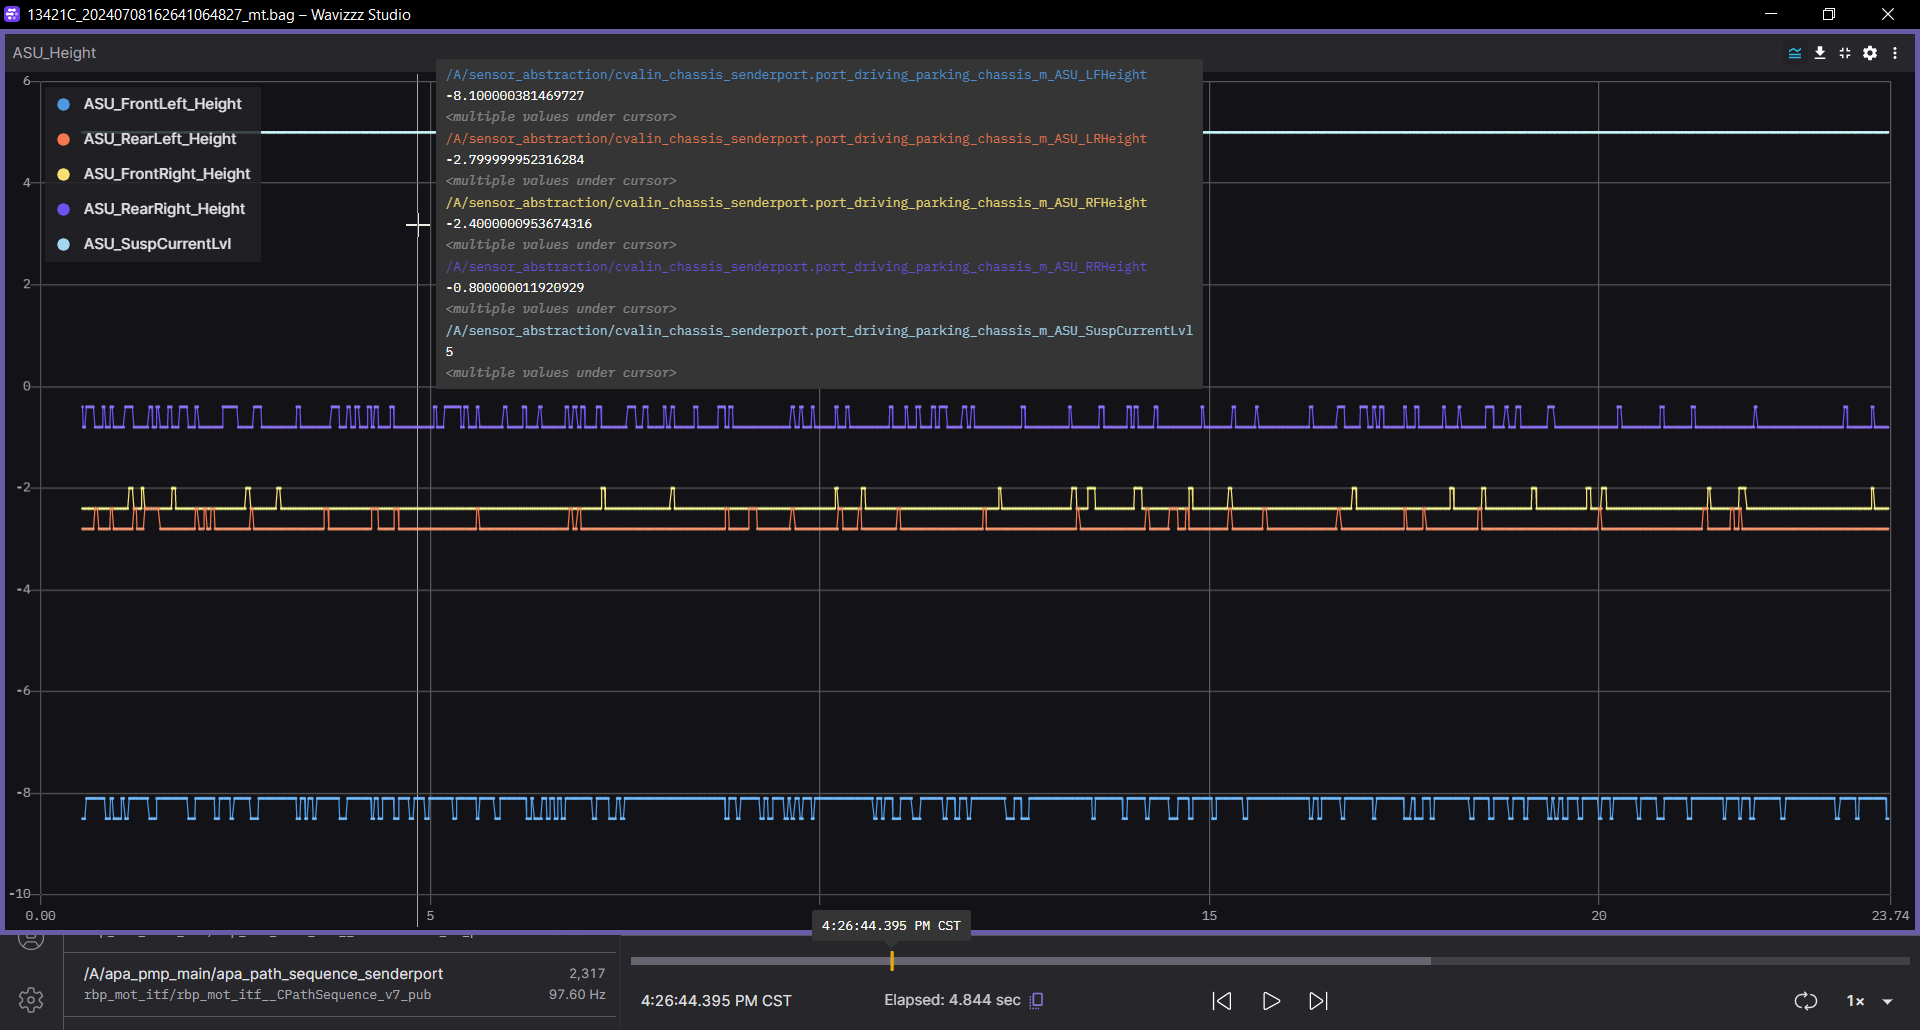 13421C_20240708162641064827_mt.bag – Wavizzz Studio
ASU_Height
/A/sensor_abstraction/cvalin_chassis_senderport.port_driving_parking_chassis_m_ASU_LFHeight
-8.100000381469727
<multiple values under cursor>
/A/sensor_abstraction/cvalin_chassis_senderport.port_driving_parking_chassis_m_ASU_LRHeight
-2.799999952316284
<multiple values under cursor>
/A/sensor_abstraction/cvalin_chassis_senderport.port_driving_parking_chassis_m_ASU_RFHeight
-2.4000000953674316
<multiple values under cursor>
/A/sensor_abstraction/cvalin_chassis_senderport.port_driving_parking_chassis_m_ASU_RRHeight
-0.800000011920929
<multiple values under cursor>
/A/sensor_abstraction/cvalin_chassis_senderport.port_driving_parking_chassis_m_ASU_SuspCurrentLvl
5
<multiple values under cursor>
ASU_FrontLeft_Height
ASU_RearLeft_Height
ASU_FrontRight_Height
ASU_RearRight_Height
ASU_SuspCurrentLvl
6
4
2
0
-2
-4
-6
-8
-10
0.00
5
15
20
23.74
4:26:44.395 PM CST
/A/apa_pmp_main/apa_path_sequence_senderport
2,317
rbp_mot_itf/rbp_mot_itf__CPathSequence_v7_pub
97.60 Hz
4:26:44.395 PM CST
Elapsed: 4.844 sec
1×